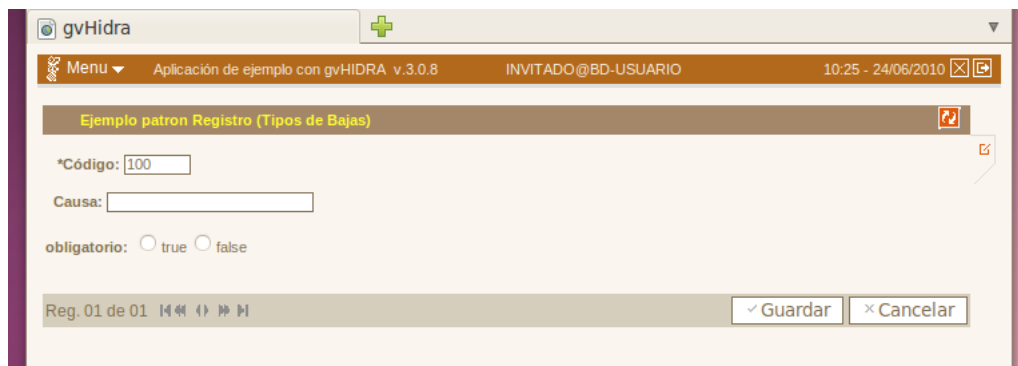 gvHidra
Menu Aplicación de ejemplo con gvHIDRA v.3.0.8 INVITADO@BD-USUARIO 10:25 - 24/06/2010
Ejemplo patron Registro (Tipos de Bajas)
*Código: 100
Causa:
obligatorio: true false
Reg. 01 de 01 Guardar Cancelar